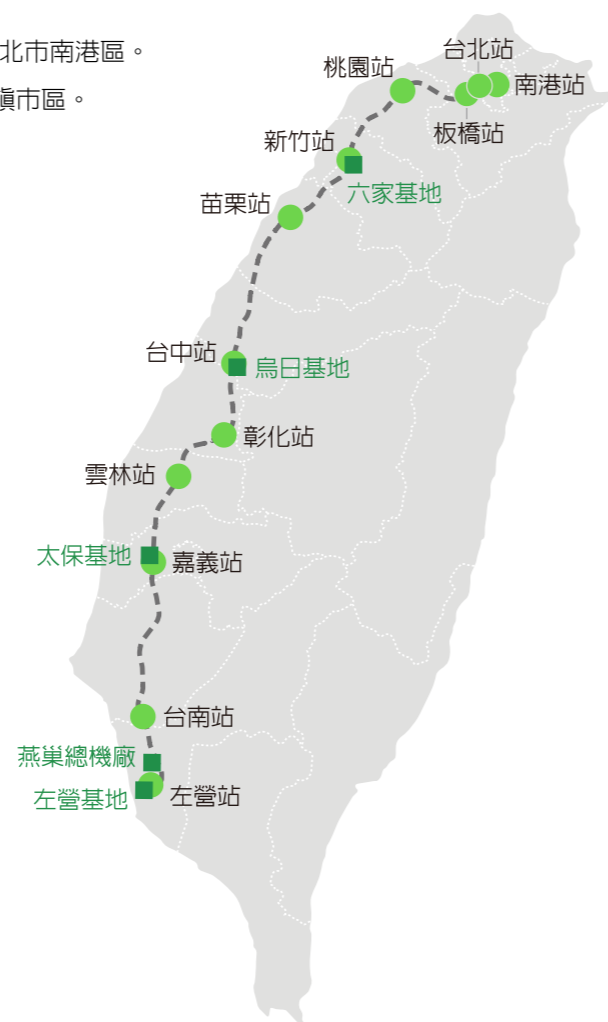 北市南港區。
鎮市區。
台北站
桃園站
南港站
板橋站
新竹站
六家基地
苗栗站
台中站
烏日基地
彰化站
雲林站
太保基地
嘉義站
台南站
燕巢總機廠
左營站
左營基地